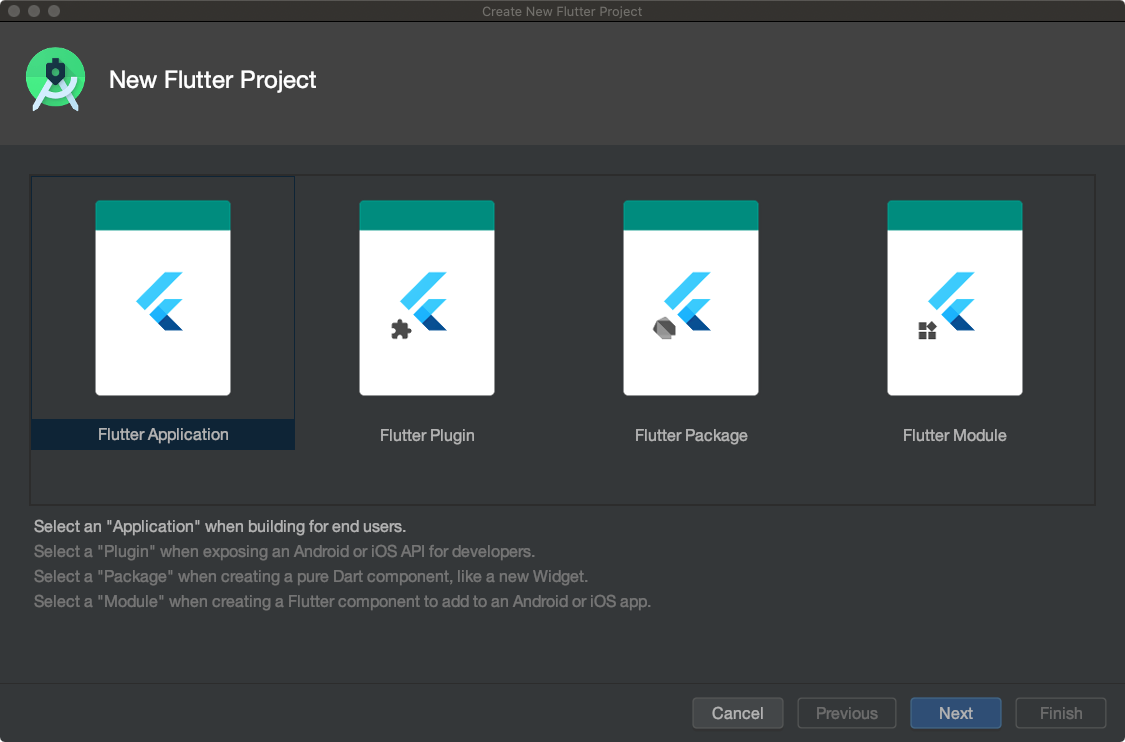 Create New Flutter Project
New Flutter Project
Flutter Application
Flutter Plugin
Flutter Package
Flutter Module
Select an "Application" when building for end users.
Select a "Plugin" when exposing an Android or iOS API for developers.
Select a "Package" when creating a pure Dart component, like a new Widget.
Select a "Module" when creating a Flutter component to add to an Android or iOS app.
Cancel
Previous
Next
Finish